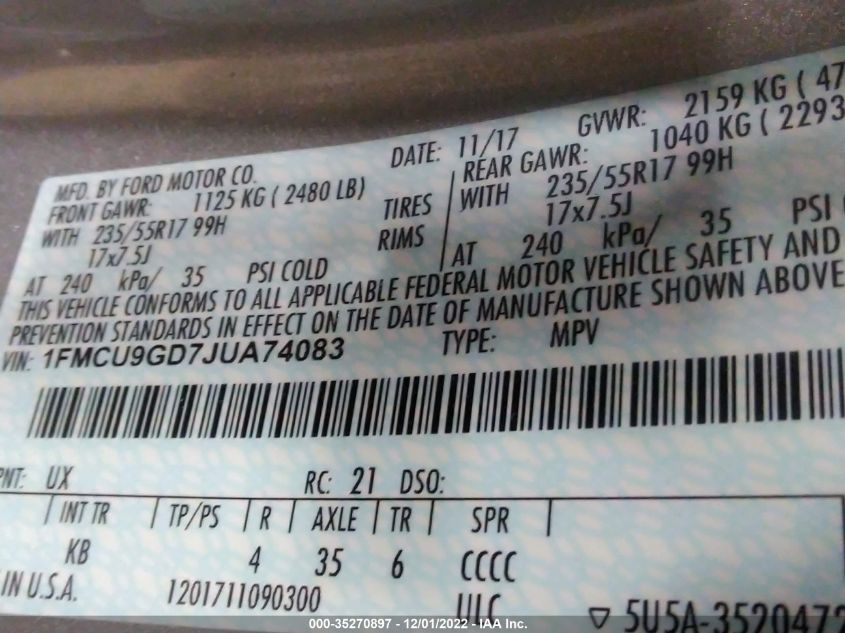 MFD. BY FORD MOTOR CO. DATE: 11/17 GVWR: 2159 KG ( 47
FRONT GAWR: 1125 KG ( 2480 LB) REAR GAWR: 1040 KG ( 2293
WITH 235/55R17 99H TIRES WITH 235/55R17 99H
17x7.5J RIMS 17x7.5J
AT 240 kPa/ 35 PSI COLD AT 240 kPa/ 35 PSI
THIS VEHICLE CONFORMS TO ALL APPLICABLE FEDERAL MOTOR VEHICLE SAFETY AND
PREVENTION STANDARDS IN EFFECT ON THE DATE OF MANUFACTURE SHOWN ABOVE
VIN: 1FMCU9GD7JUA74083 TYPE: MPV
PNT: UX RC: 21 DSO:
INT TR TP/PS R AXLE TR SPR
KB 4 35 6 CCCC
IN U.S.A. 1201711090300 ULC 5U5A-3520472
000-35270897 - 12/01/2022 - IAA Inc.